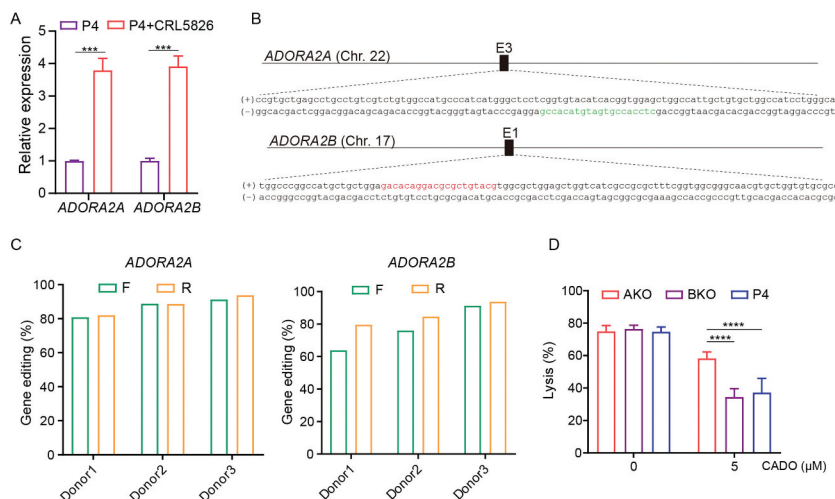 A
P4 P4+CRL5826
Relative expression
5
4
3
2
1
0
*** ***
ADORA2A ADORA2B
B
E3
ADORA2A (Chr. 22)
(+) ccgtgctgagcctgcctgtcgtctgtggccatgcccatcatgggctcctcggtgtacatcacggtggagctggccattgctgtgctggccatcctgggca
(−) ggcacgactcggacggacagcagacaccggtacgggtagtacccgaggagccacatgtagtgccacctcgaccggtaacgacacgaccggtaggacccgt
E1
ADORA2B (Chr. 17)
(+) tggcccggccatgctgctggagacacaggacgcgctgtacgtggcgctggagctggtcatcgccgcgctttcggtggcgggcaacgtgctggtgtgcgcc
(−) accgggccggtacgacgacctctgtgtcctgcgcgacatgcaccgcgacctcgaccagtagcggcgcgaaagccaccgcccgttgcacgaccacacgcgg
C
ADORA2A
F R
Gene editing (%)
100
80
60
40
20
0
Donor1 Donor2 Donor3
ADORA2B
F R
Gene editing (%)
100
80
60
40
20
0
Donor1 Donor2 Donor3
D
AKO BKO P4
Lysis (%)
100
80
60
40
20
0
****
****
0 5 CADO (μM)